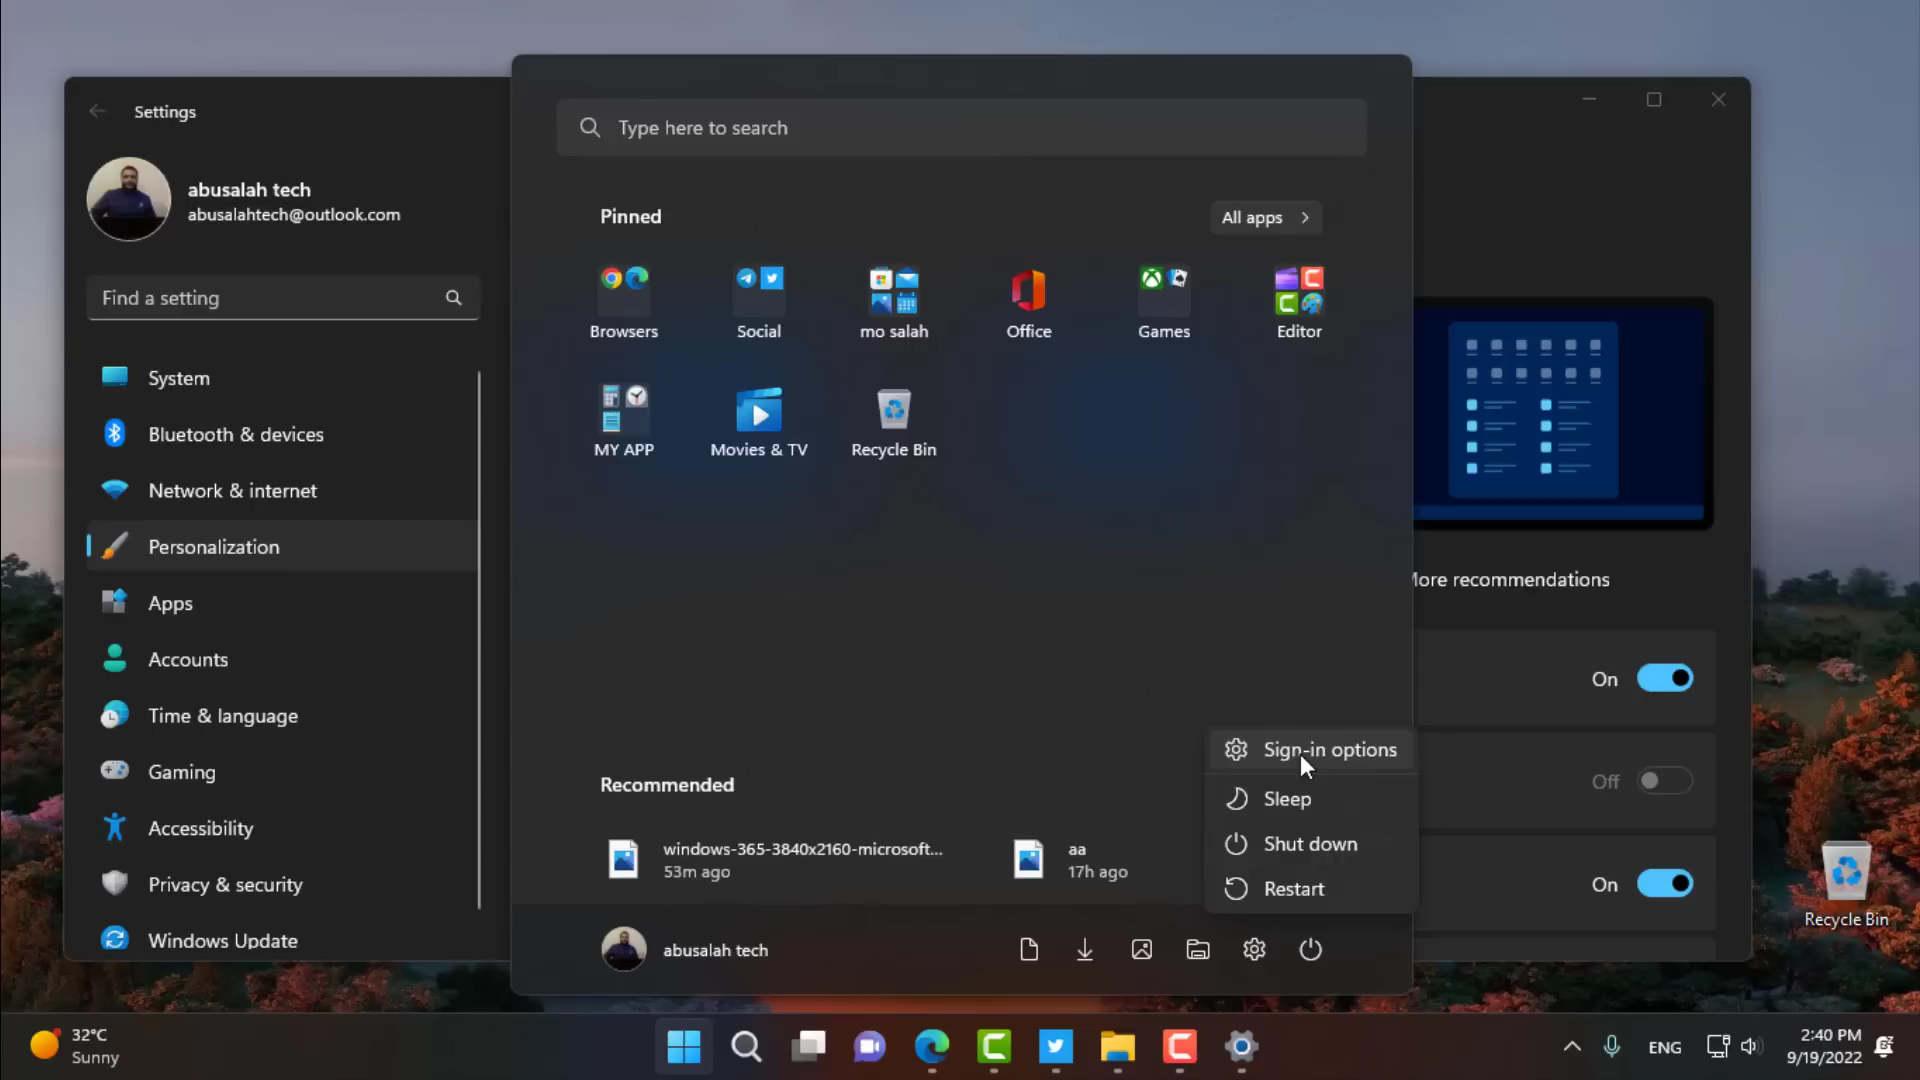 Settings
abusalah tech
abusalahtech@outlook.com
Find a setting
System
Bluetooth & devices
Network & internet
Personalization
Apps
Accounts
Time & language
Gaming
Accessibility
Privacy & security
Windows Update
Type here to search
Pinned
All apps
Browsers
Social
mo salah
Office
Games
Editor
MY APP
Movies & TV
Recycle Bin
Recommended
windows-365-3840x2160-microsoft...
53m ago
aa
17h ago
Sign-in options
Sleep
Shut down
Restart
abusalah tech
More recommendations
On
Off
On
Recycle Bin
32°C
Sunny
ENG
2:40 PM
9/19/2022